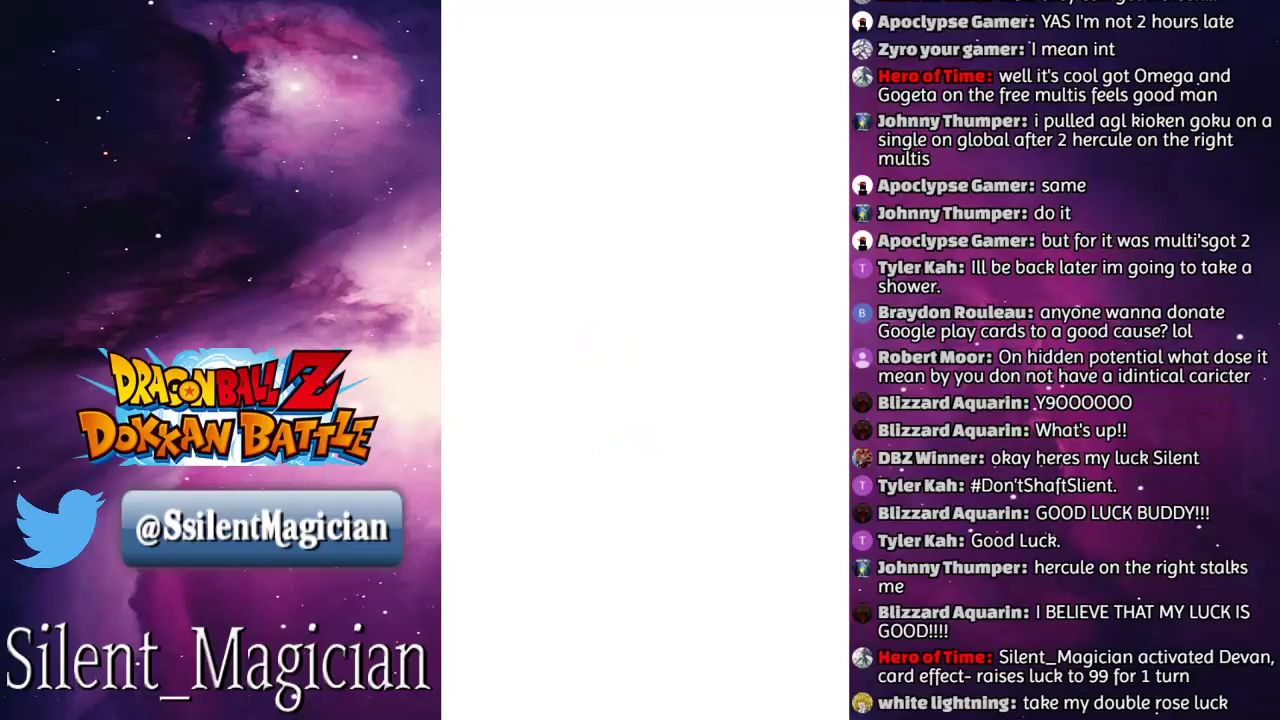 Apoclypse Gamer: YAS I'm not 2 hours late
Zyro your gamer: I mean int
Hero of Time: well it's cool got Omega and
Gogeta on the free multis feels good man
Johnny Thumper: i pulled agl kioken goku on a
single on global after 2 hercule on the right
multis
Apoclypse Gamer: same
Johnny Thumper: do it
Apoclypse Gamer: but for it was multi'sgot 2
T Tyler Kah: Ill be back later im going to take a
shower.
B Braydon Rouleau: anyone wanna donate
Google play cards to a good cause? lol
Robert Moor: On hidden potential what dose it
mean by you don not have a idintical caricter
Blizzard Aquarin: Y9OOOOOO
Blizzard Aquarin: What's up!!
DBZ Winner: okay heres my luck Silent
T Tyler Kah: #Don'tShaftSlient.
Blizzard Aquarin: GOOD LUCK BUDDY!!!
T Tyler Kah: Good Luck.
Johnny Thumper: hercule on the right stalks
me
Blizzard Aquarin: I BELIEVE THAT MY LUCK IS
GOOD!!!!
Hero of Time: Silent_Magician activated Devan,
card effect- raises luck to 99 for 1 turn
white lightning: take my double rose luck
DRAGON BALL Z
DOKKAN BATTLE
@SsilentMagician
Silent_Magician